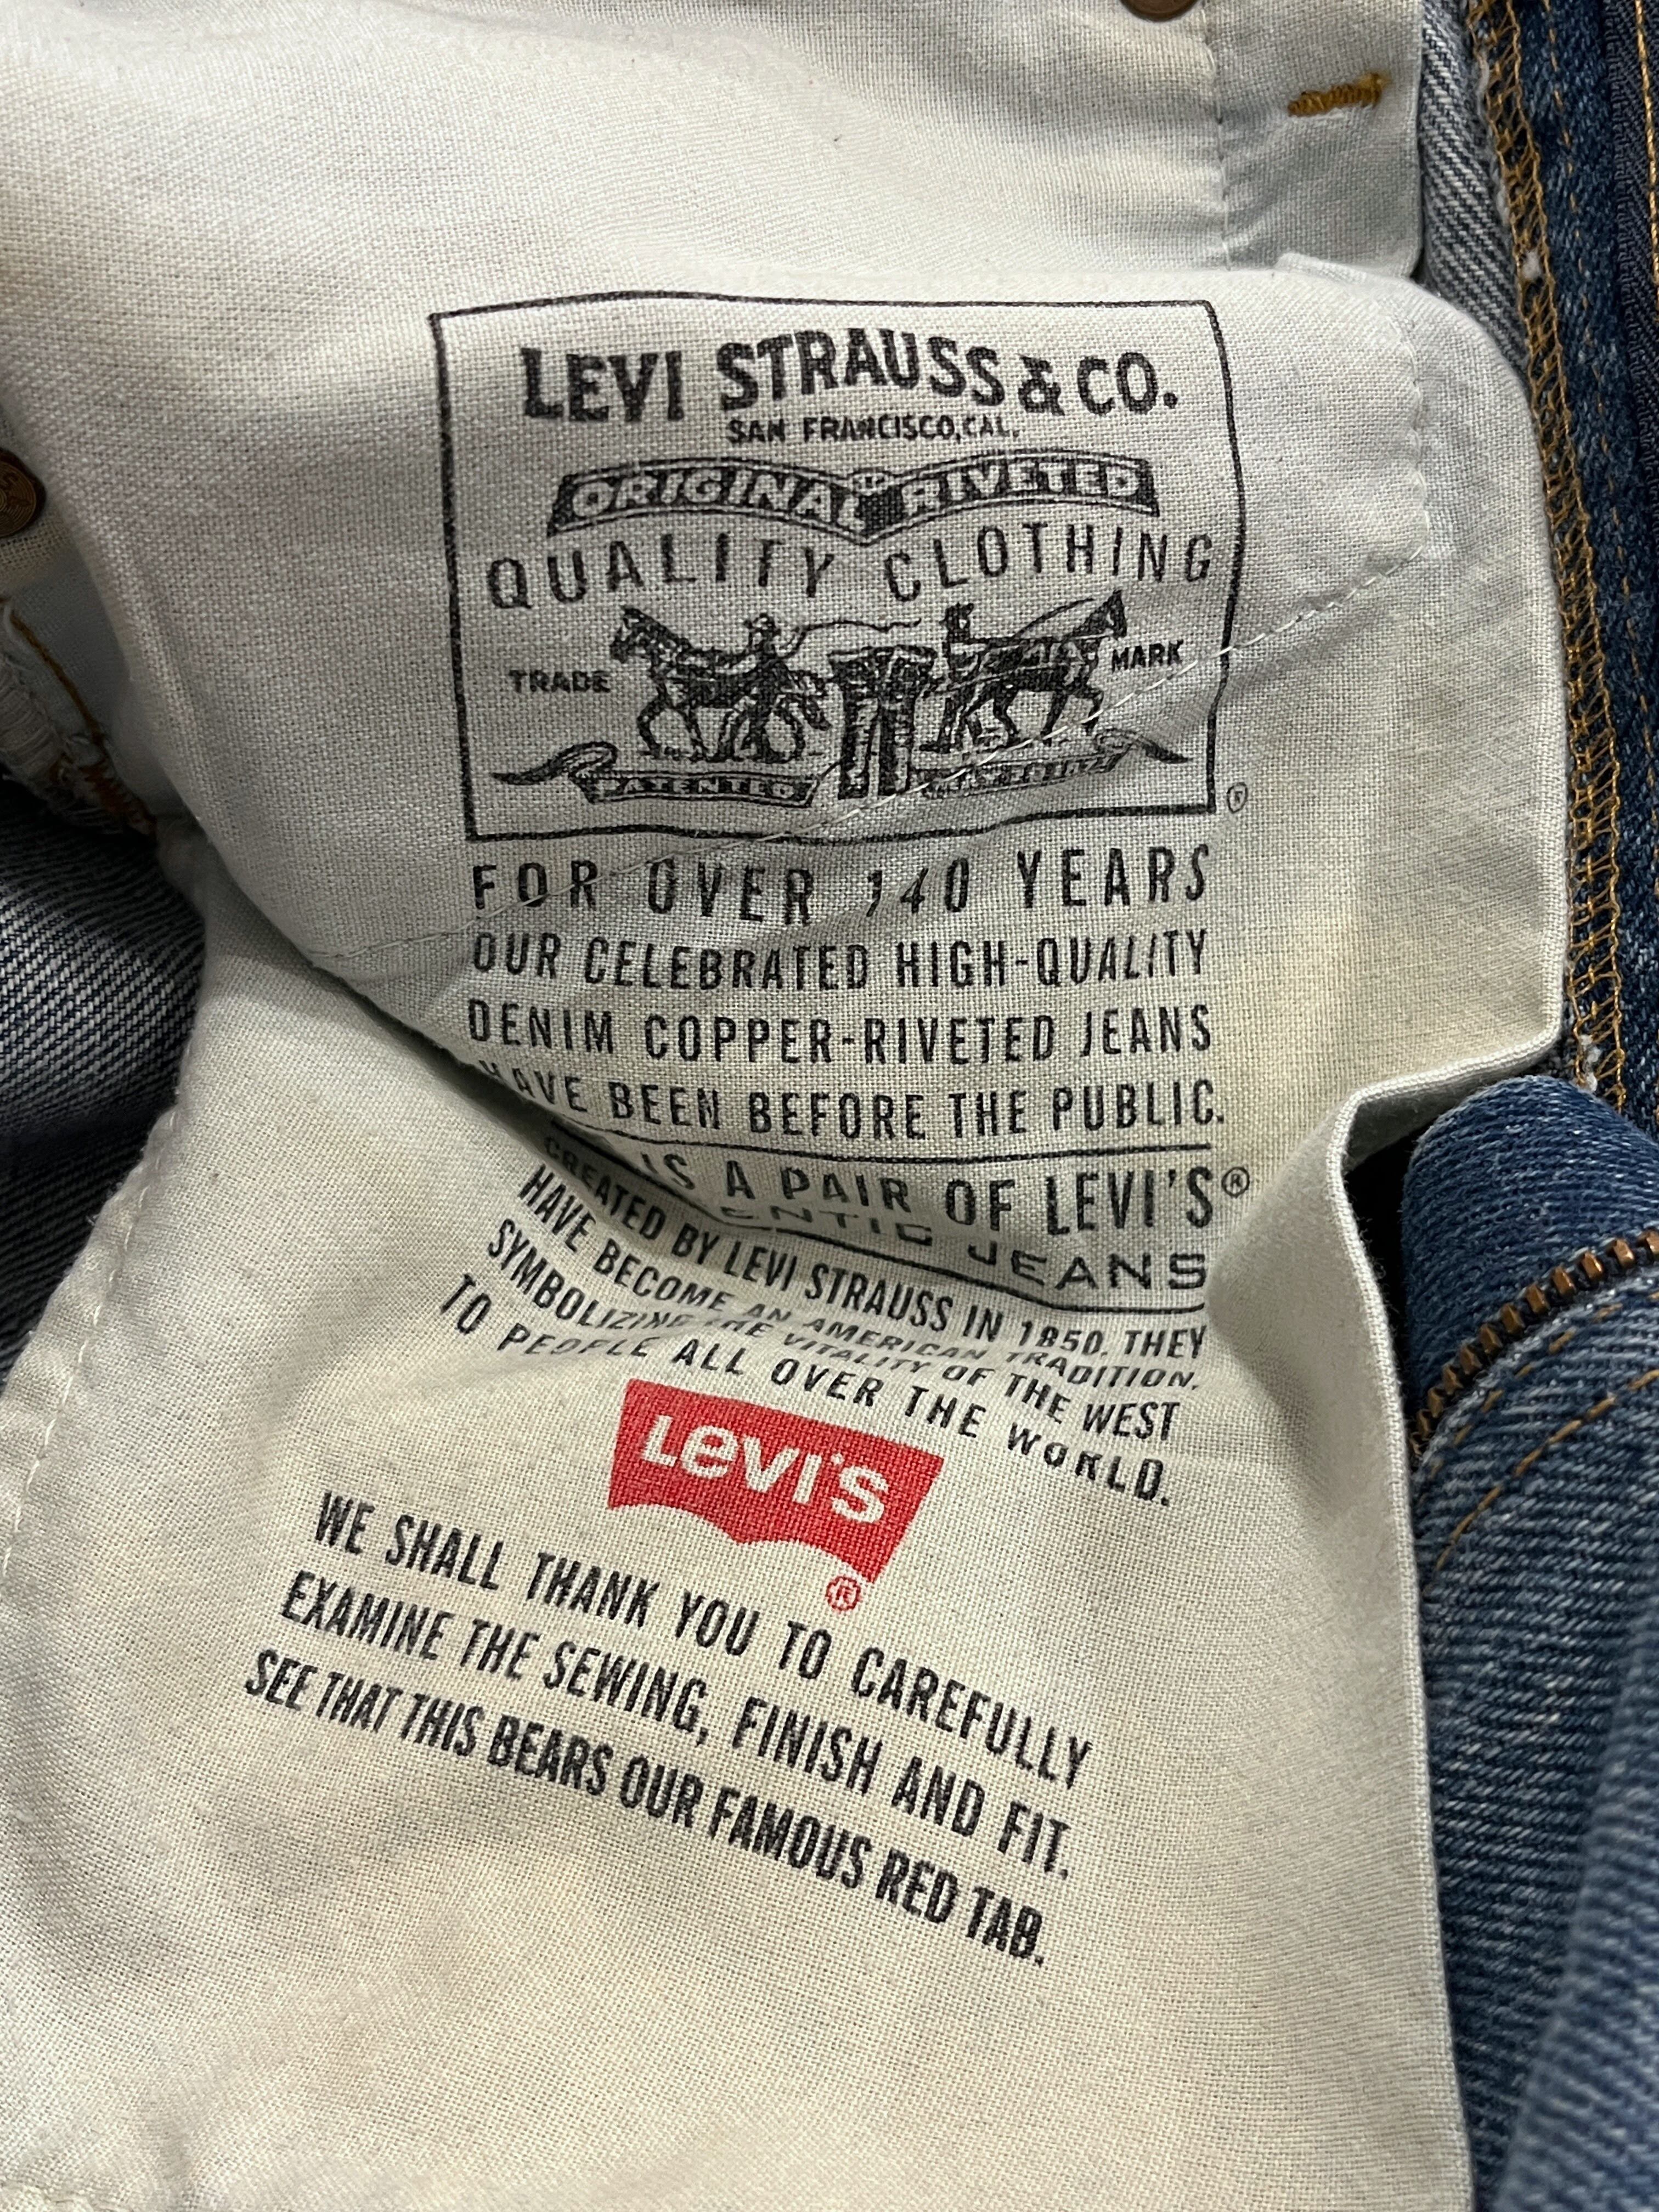 LEVI STRAUSS & CO.
SAN FRANCISCO, CAL.
ORIGINAL RIVETED
QUALITY CLOTHING
TRADE MARK
PATENTED
®
FOR OVER 140 YEARS
OUR CELEBRATED HIGH-QUALITY
DENIM COPPER-RIVETED JEANS
HAVE BEEN BEFORE THE PUBLIC.
IS A PAIR OF LEVI'S®
JEANS
CREATED BY LEVI STRAUSS IN 1850. THEY
HAVE BECOME AN AMERICAN TRADITION,
SYMBOLIZING THE VITALITY OF THE WEST
TO PEOPLE ALL OVER THE WORLD.
LEVI'S
®
WE SHALL THANK YOU TO CAREFULLY
EXAMINE THE SEWING, FINISH AND FIT.
SEE THAT THIS BEARS OUR FAMOUS RED TAB.